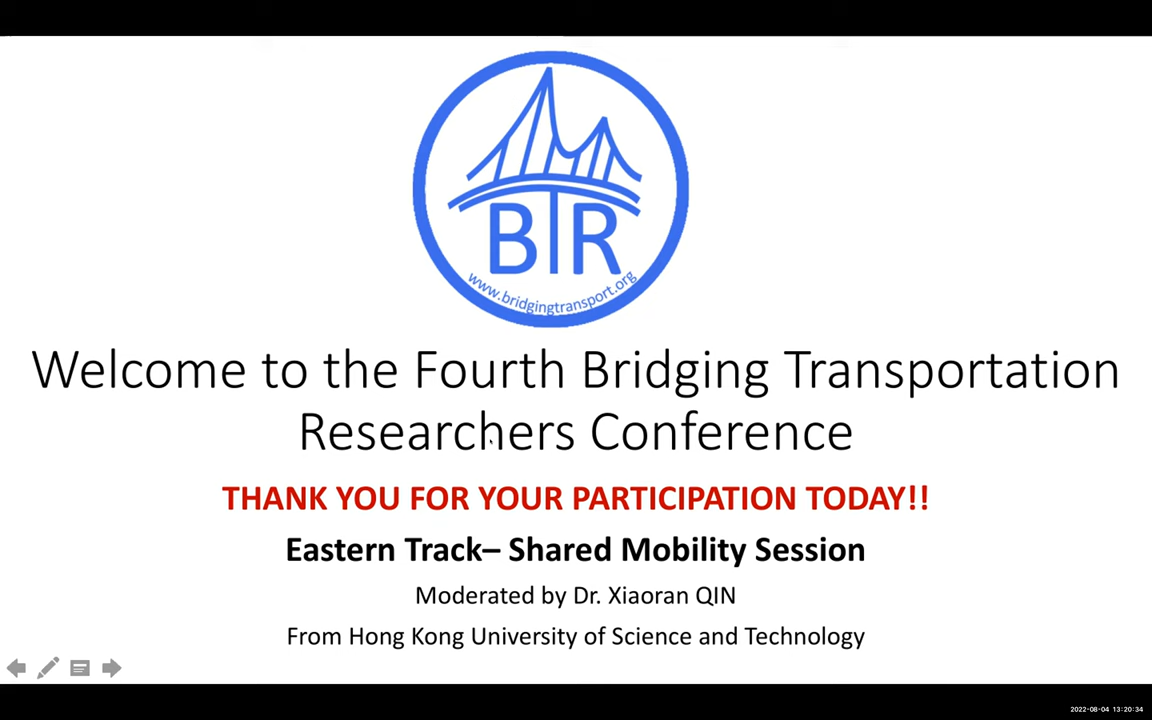 BTR
www.bridgingtransport.org
Welcome to the Fourth Bridging Transportation
Researchers Conference
THANK YOU FOR YOUR PARTICIPATION TODAY!!
Eastern Track– Shared Mobility Session
Moderated by Dr. Xiaoran QIN
From Hong Kong University of Science and Technology
2022-08-04 13:20:34